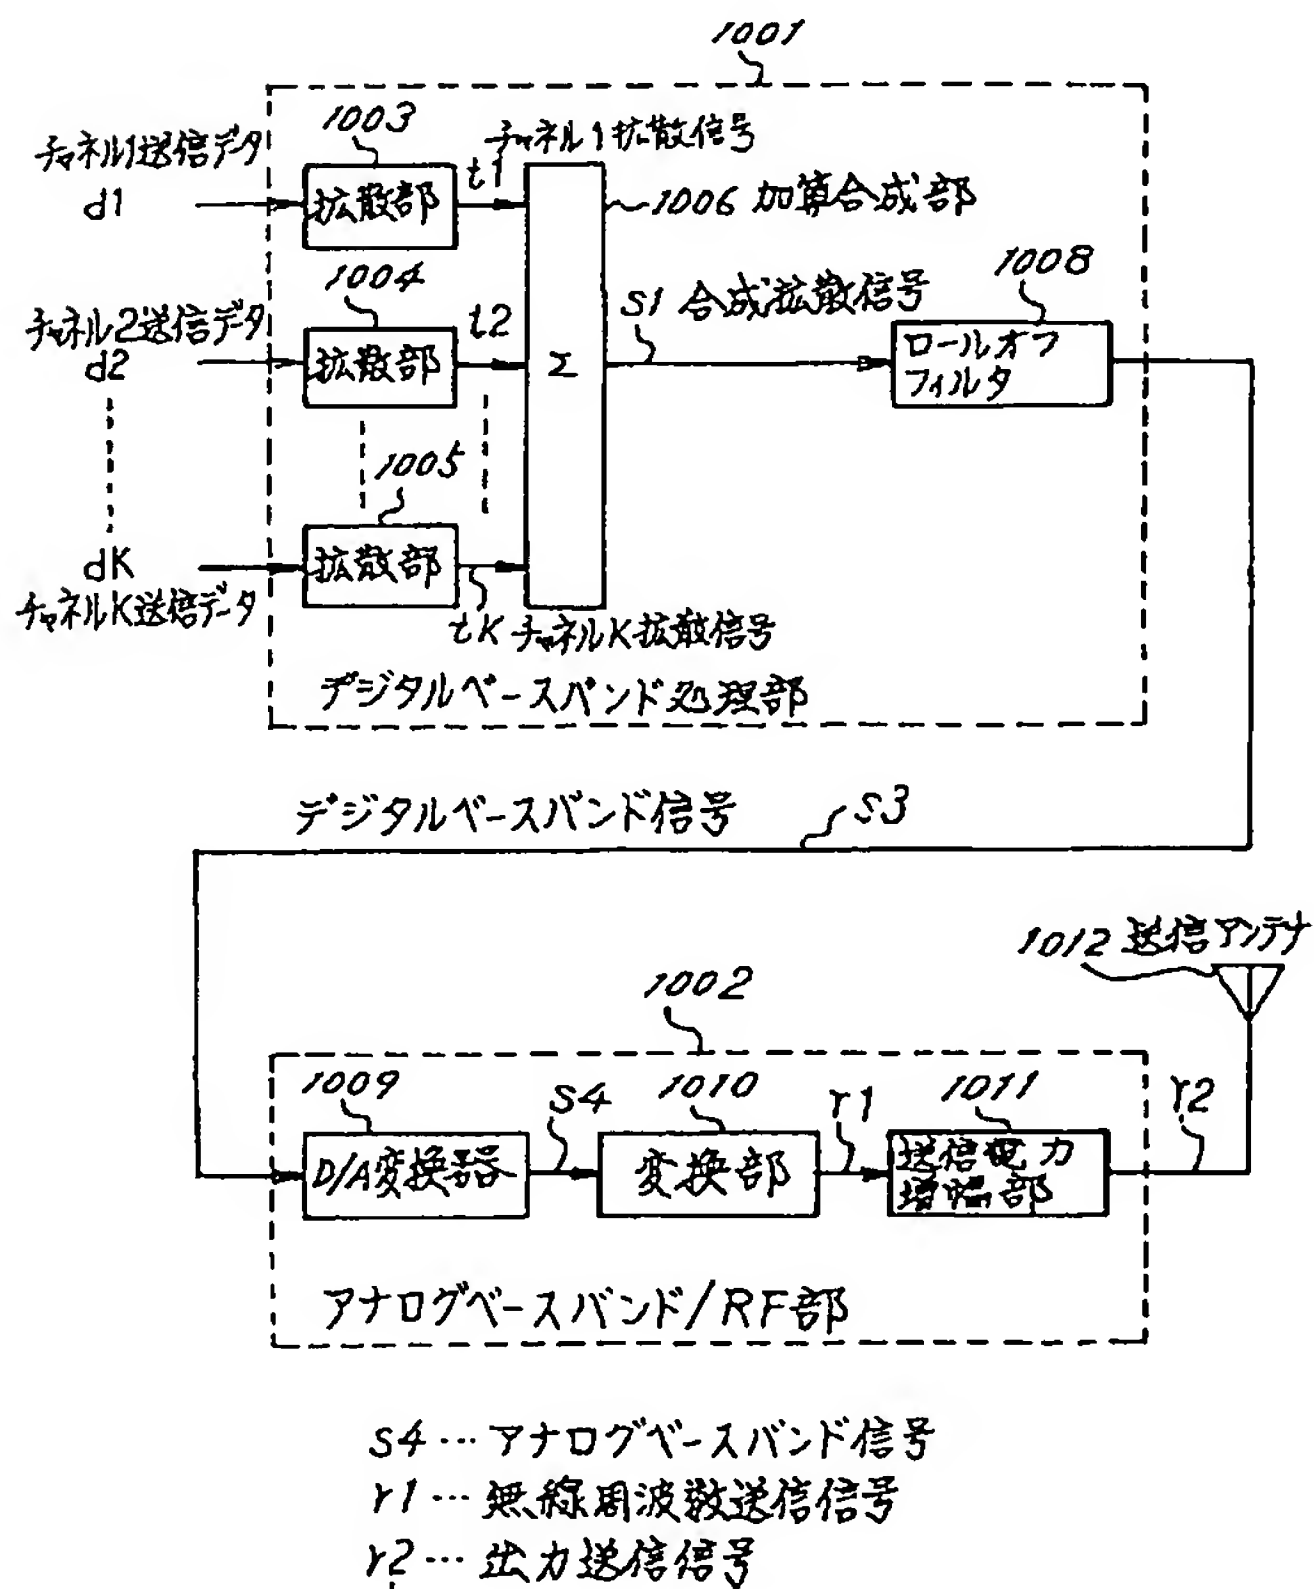 1001
1003
チャネル1拡散信号
チャネル1送信データ
t1
d1
拡散部
1006 加算合成部
1004
1008
チャネル2送信データ
t2
s1 合成拡散信号
d2
拡散部
Σ
ロールオフ
フィルタ
1005
dK
拡散部
チャネルK送信データ
tK チャネルK拡散信号
デジタルベースバンド処理部
デジタルベースバンド信号
s3
1012 送信アンテナ
1002
1009
s4
1010
r1
1011
r2
D/A変換器
変換部
送信電力
増幅部
アナログベースバンド/RF部
s4…アナログベースバンド信号
r1…無線周波数送信信号
r2…出力送信信号